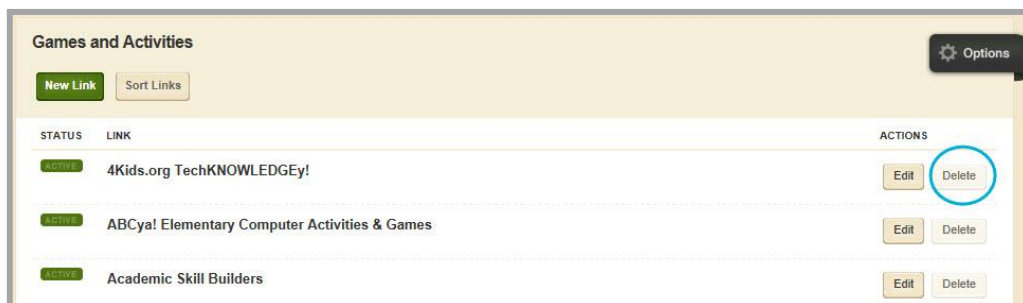 Games and Activities
Options
New Link Sort Links
STATUS LINK ACTIONS
ACTIVE 4Kids.org TechKNOWLEDGEy! Edit Delete
ACTIVE ABCya! Elementary Computer Activities & Games Edit Delete
ACTIVE Academic Skill Builders Edit Delete